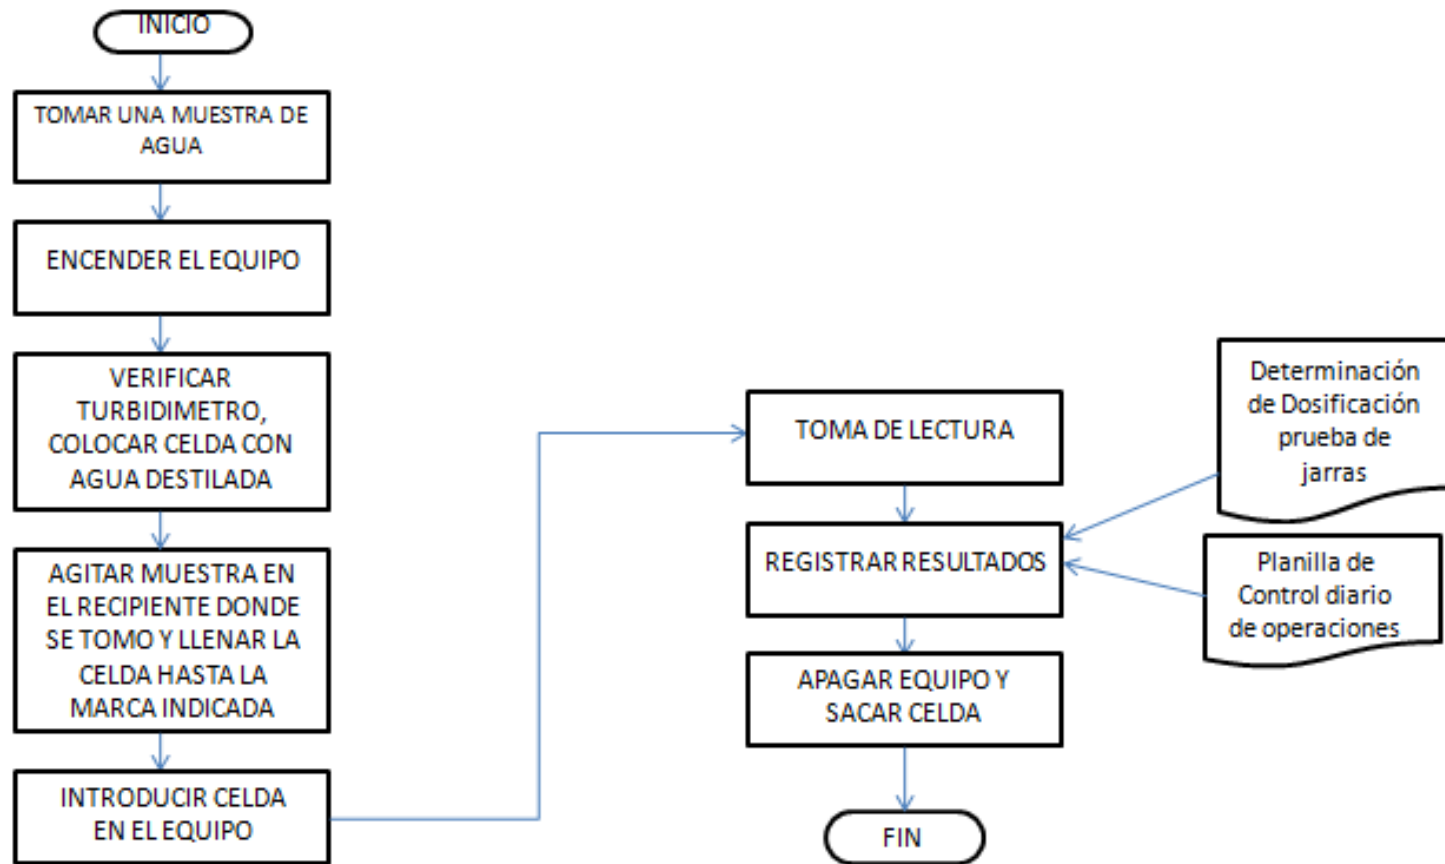 INICIO
TOMAR UNA MUESTRA DE
AGUA
ENCENDER EL EQUIPO
VERIFICAR
TURBIDIMETRO,
COLOCAR CELDA CON
AGUA DESTILADA
AGITAR MUESTRA EN
EL RECIPIENTE DONDE
SE TOMO Y LLENAR LA
CELDA HASTA LA
MARCA INDICADA
INTRODUCIR CELDA
EN EL EQUIPO
TOMA DE LECTURA
REGISTRAR RESULTADOS
APAGAR EQUIPO Y
SACAR CELDA
FIN
Determinación
de Dosificación
prueba de
jarras
Planilla de
Control diario
de operaciones